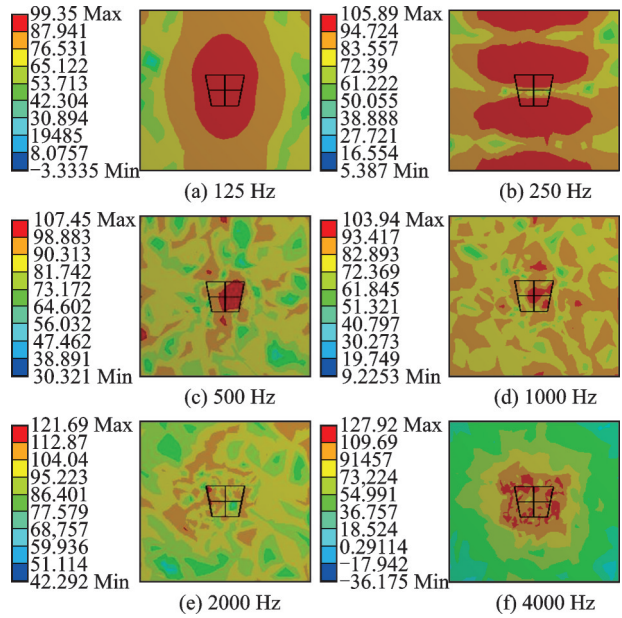 99.35 Max
87.941
76.531
65.122
53.713
42.304
30.894
19485
8.0757
−3.3335 Min
(a) 125 Hz
105.89 Max
94.724
83.557
72.39
61.222
50.055
38.888
27.721
16.554
5.387 Min
(b) 250 Hz
107.45 Max
98.883
90.313
81.742
73.172
64.602
56.032
47.462
38.891
30.321 Min
(c) 500 Hz
103.94 Max
93.417
82.893
72.369
61.845
51.321
40.797
30.273
19.749
9.2253 Min
(d) 1000 Hz
121.69 Max
112.87
104.04
95.223
86.401
77.579
68,757
59.936
51.114
42.292 Min
(e) 2000 Hz
127.92 Max
109.69
91457
73,224
54.991
36.757
18.524
0.29114
−17.942
−36.175 Min
(f) 4000 Hz